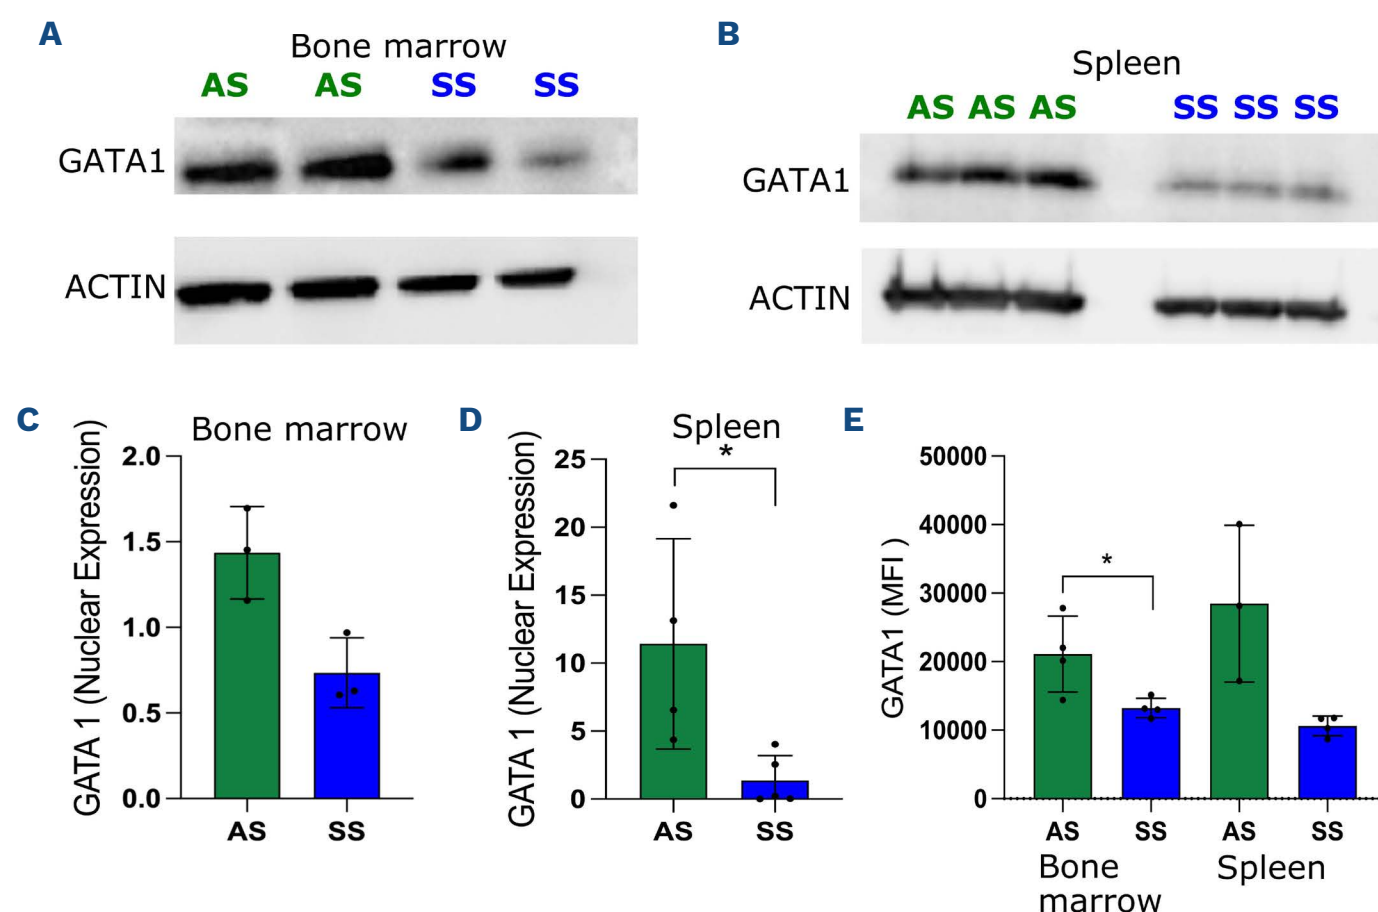 A
Bone marrow
AS AS SS SS
GATA1
ACTIN
B
Spleen
AS AS AS SS SS SS
GATA1
ACTIN
C
Bone marrow
GATA 1 (Nuclear Expression)
2.0
1.5
1.0
0.5
0.0
AS SS
D
Spleen
*
GATA 1 (Nuclear Expression)
25
20
15
10
5
0
AS SS
E
GATA1 (MFI )
50000
40000
30000
20000
10000
0
*
AS SS AS SS
Bone
marrow
Spleen